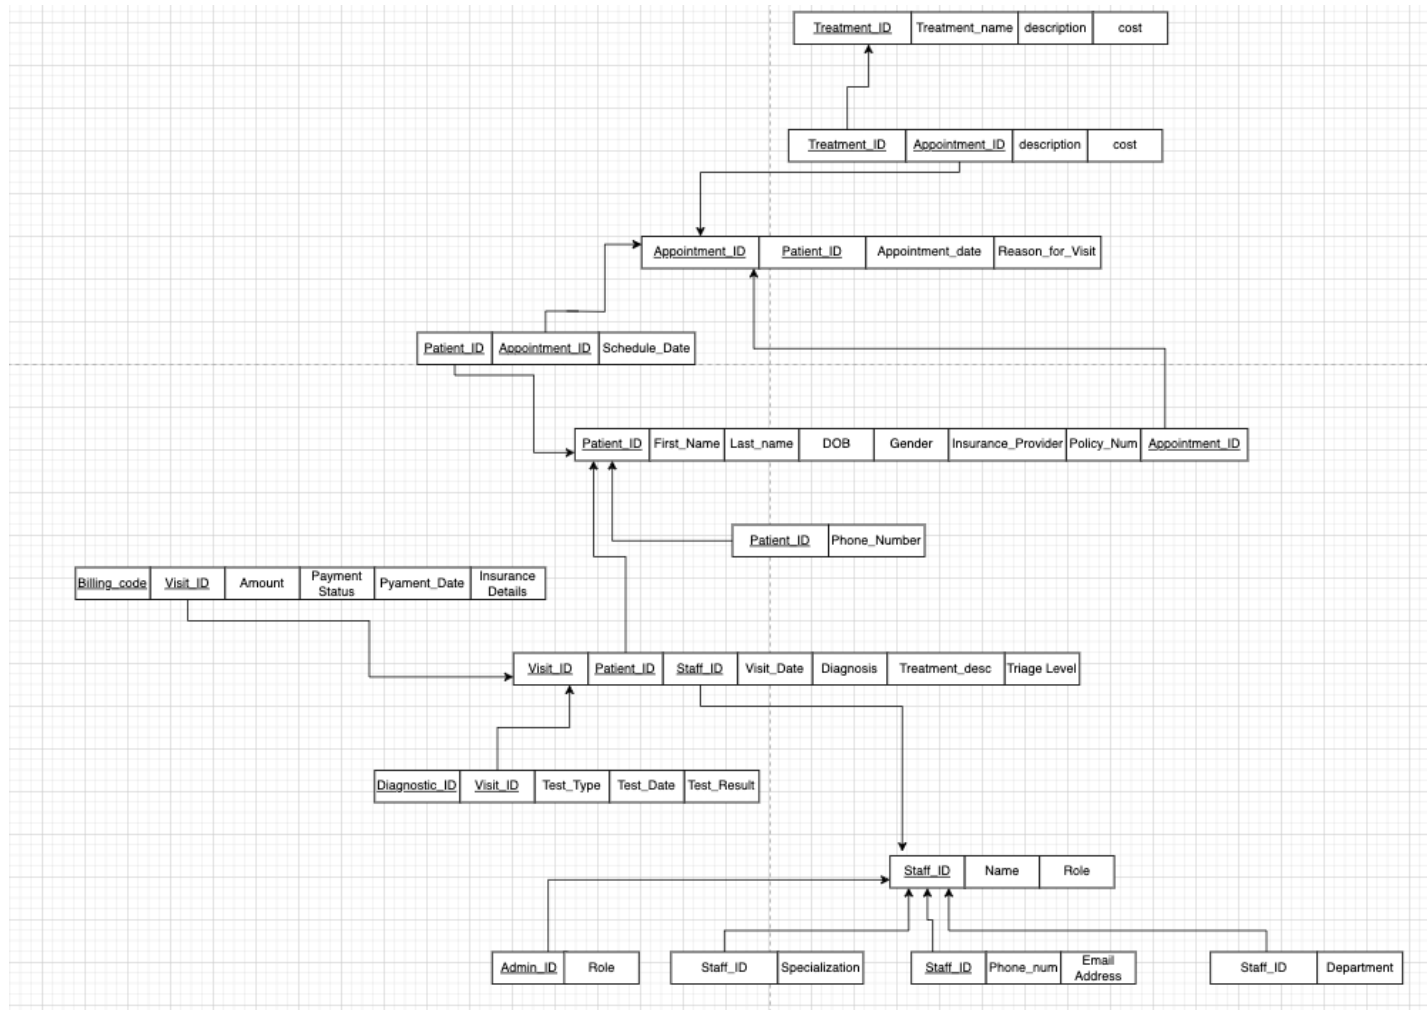 Treatment_ID Treatment_name description cost
Treatment_ID Appointment_ID description cost
Appointment_ID Patient_ID Appointment_date Reason_for_Visit
Patient_ID Appointment_ID Schedule_Date
Patient_ID First_Name Last_name DOB Gender Insurance_Provider Policy_Num Appointment_ID
Patient_ID Phone_Number
Billing_code Visit_ID Amount Payment Status Pyament_Date Insurance Details
Visit_ID Patient_ID Staff_ID Visit_Date Diagnosis Treatment_desc Triage Level
Diagnostic_ID Visit_ID Test_Type Test_Date Test_Result
Staff_ID Name Role
Admin_ID Role Staff_ID Specialization Staff_ID Phone_num Email Address Staff_ID Department